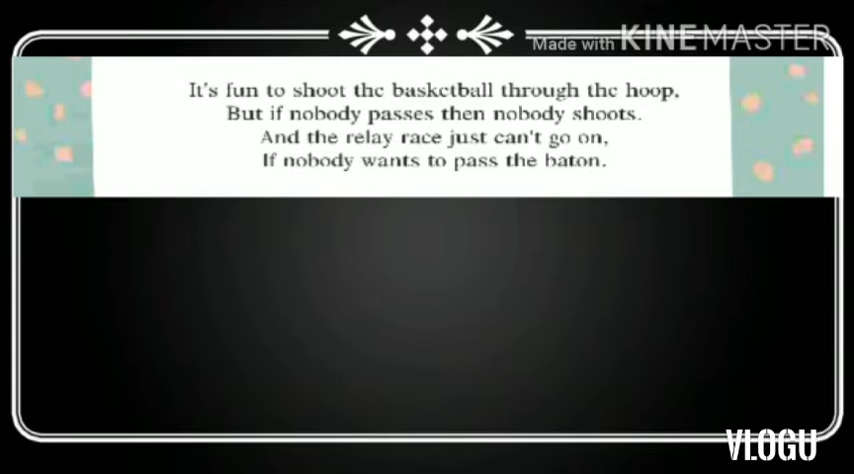 Made with KINEMASTER
It's fun to shoot the basketball through the hoop,
But if nobody passes then nobody shoots.
And the relay race just can't go on,
If nobody wants to pass the baton.
VLOGU